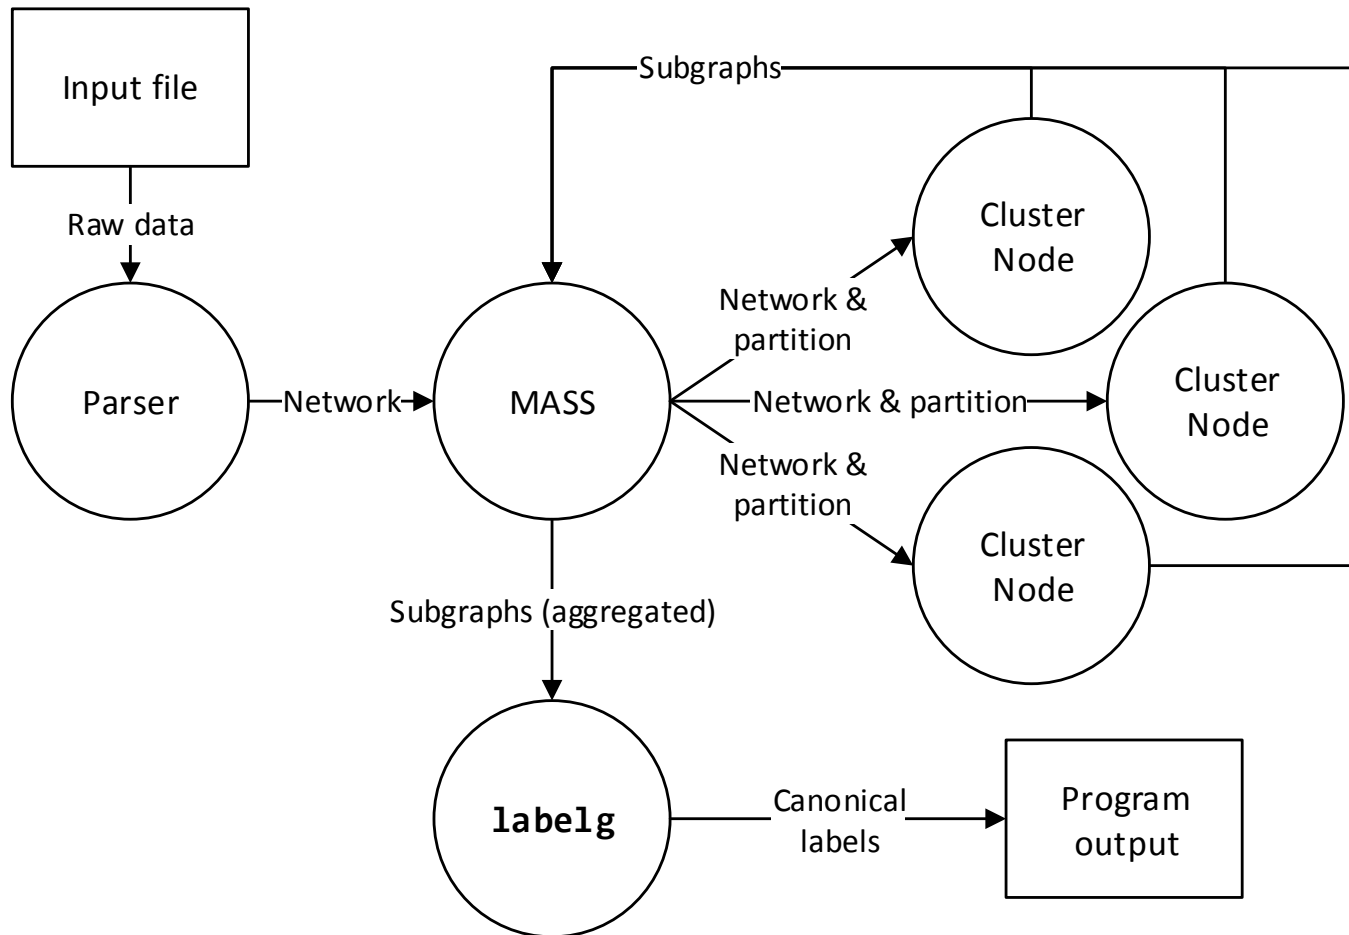 Input file
Subgraphs
Raw data
Cluster
Node
Network &
partition
Parser
Network
MASS
Network & partition
Cluster
Node
Network &
partition
Cluster
Node
Subgraphs (aggregated)
labelg
Canonical
labels
Program
output